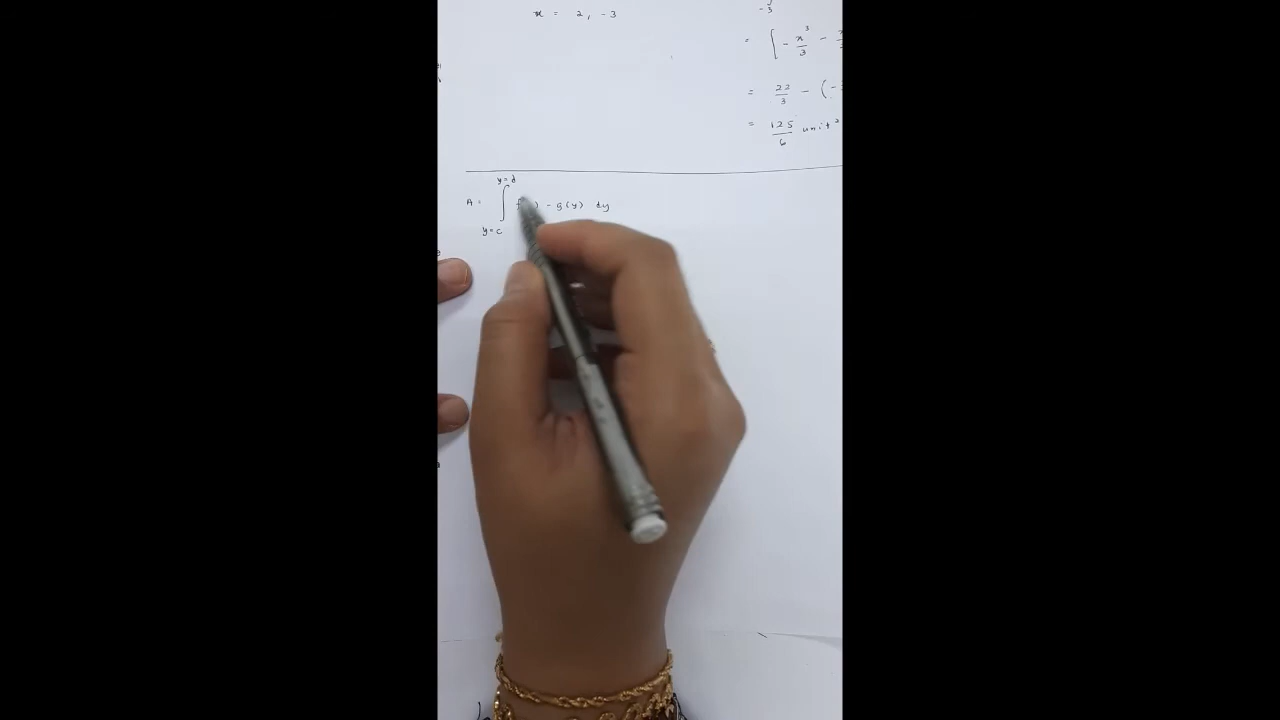 x = 2, -3
-3
= [ - x³/3 -
= 22/3 - ( -
= 125/6 unit²
y=d
A = ∫ f( ) - g(y) dy
y=c